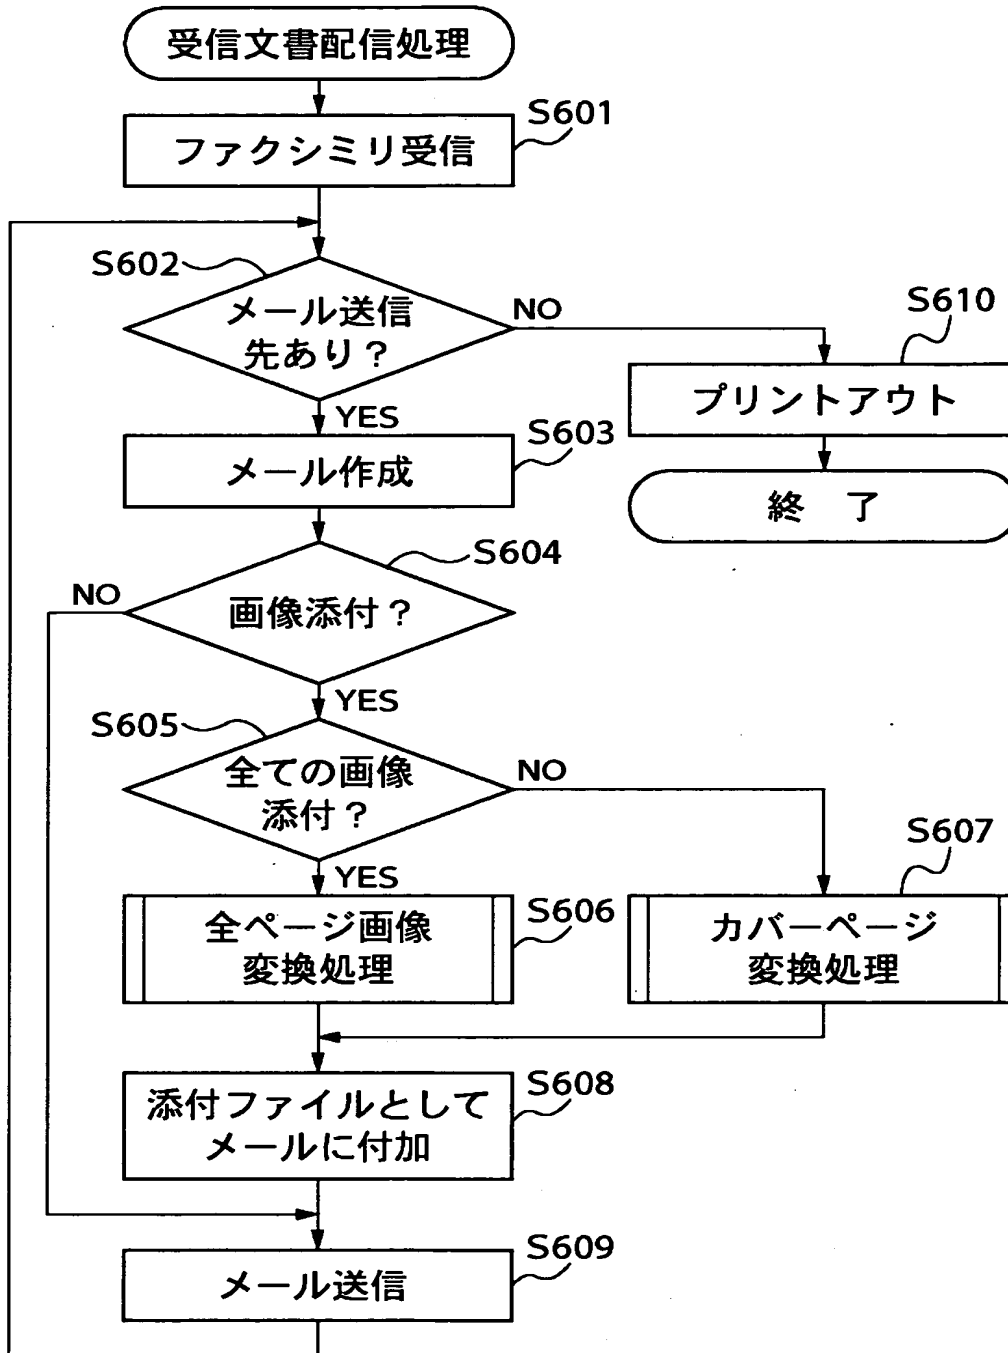 受信文書配信処理
S601
ファクシミリ受信
S602
メール送信
先あり？
NO
S610
プリントアウト
YES
S603
メール作成
終　了
S604
NO
画像添付？
YES
S605
全ての画像
添付？
NO
S607
YES
S606
全ページ画像
変換処理
カバーページ
変換処理
S608
添付ファイルとして
メールに付加
S609
メール送信